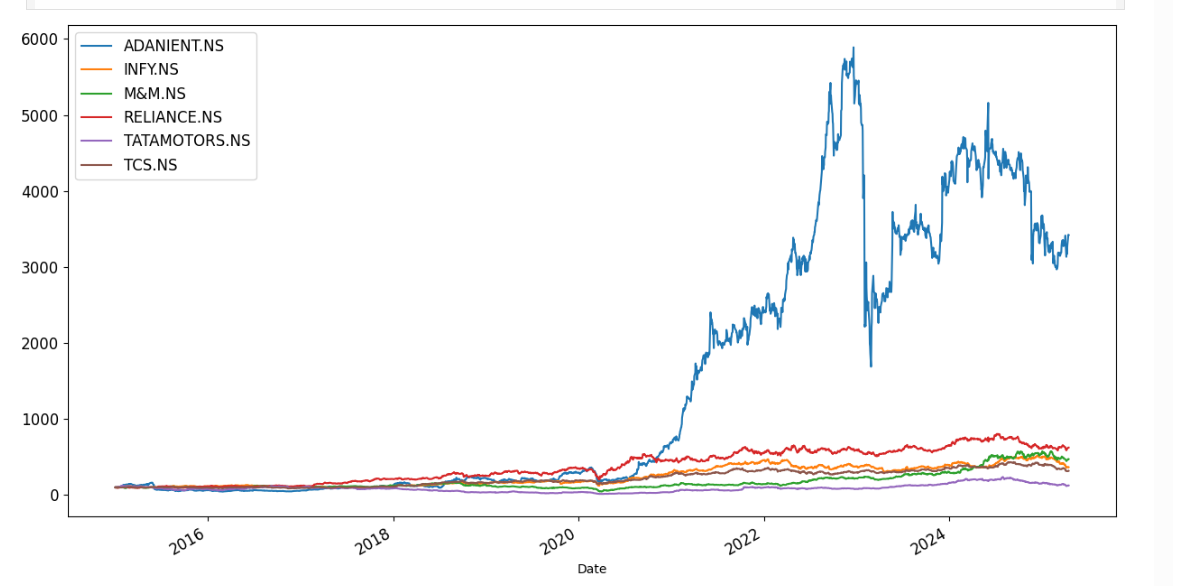 6000
5000
4000
3000
2000
1000
0
ADANIENT.NS
INFY.NS
M&M.NS
RELIANCE.NS
TATAMOTORS.NS
TCS.NS
2016
2018
2020
2022
2024
Date